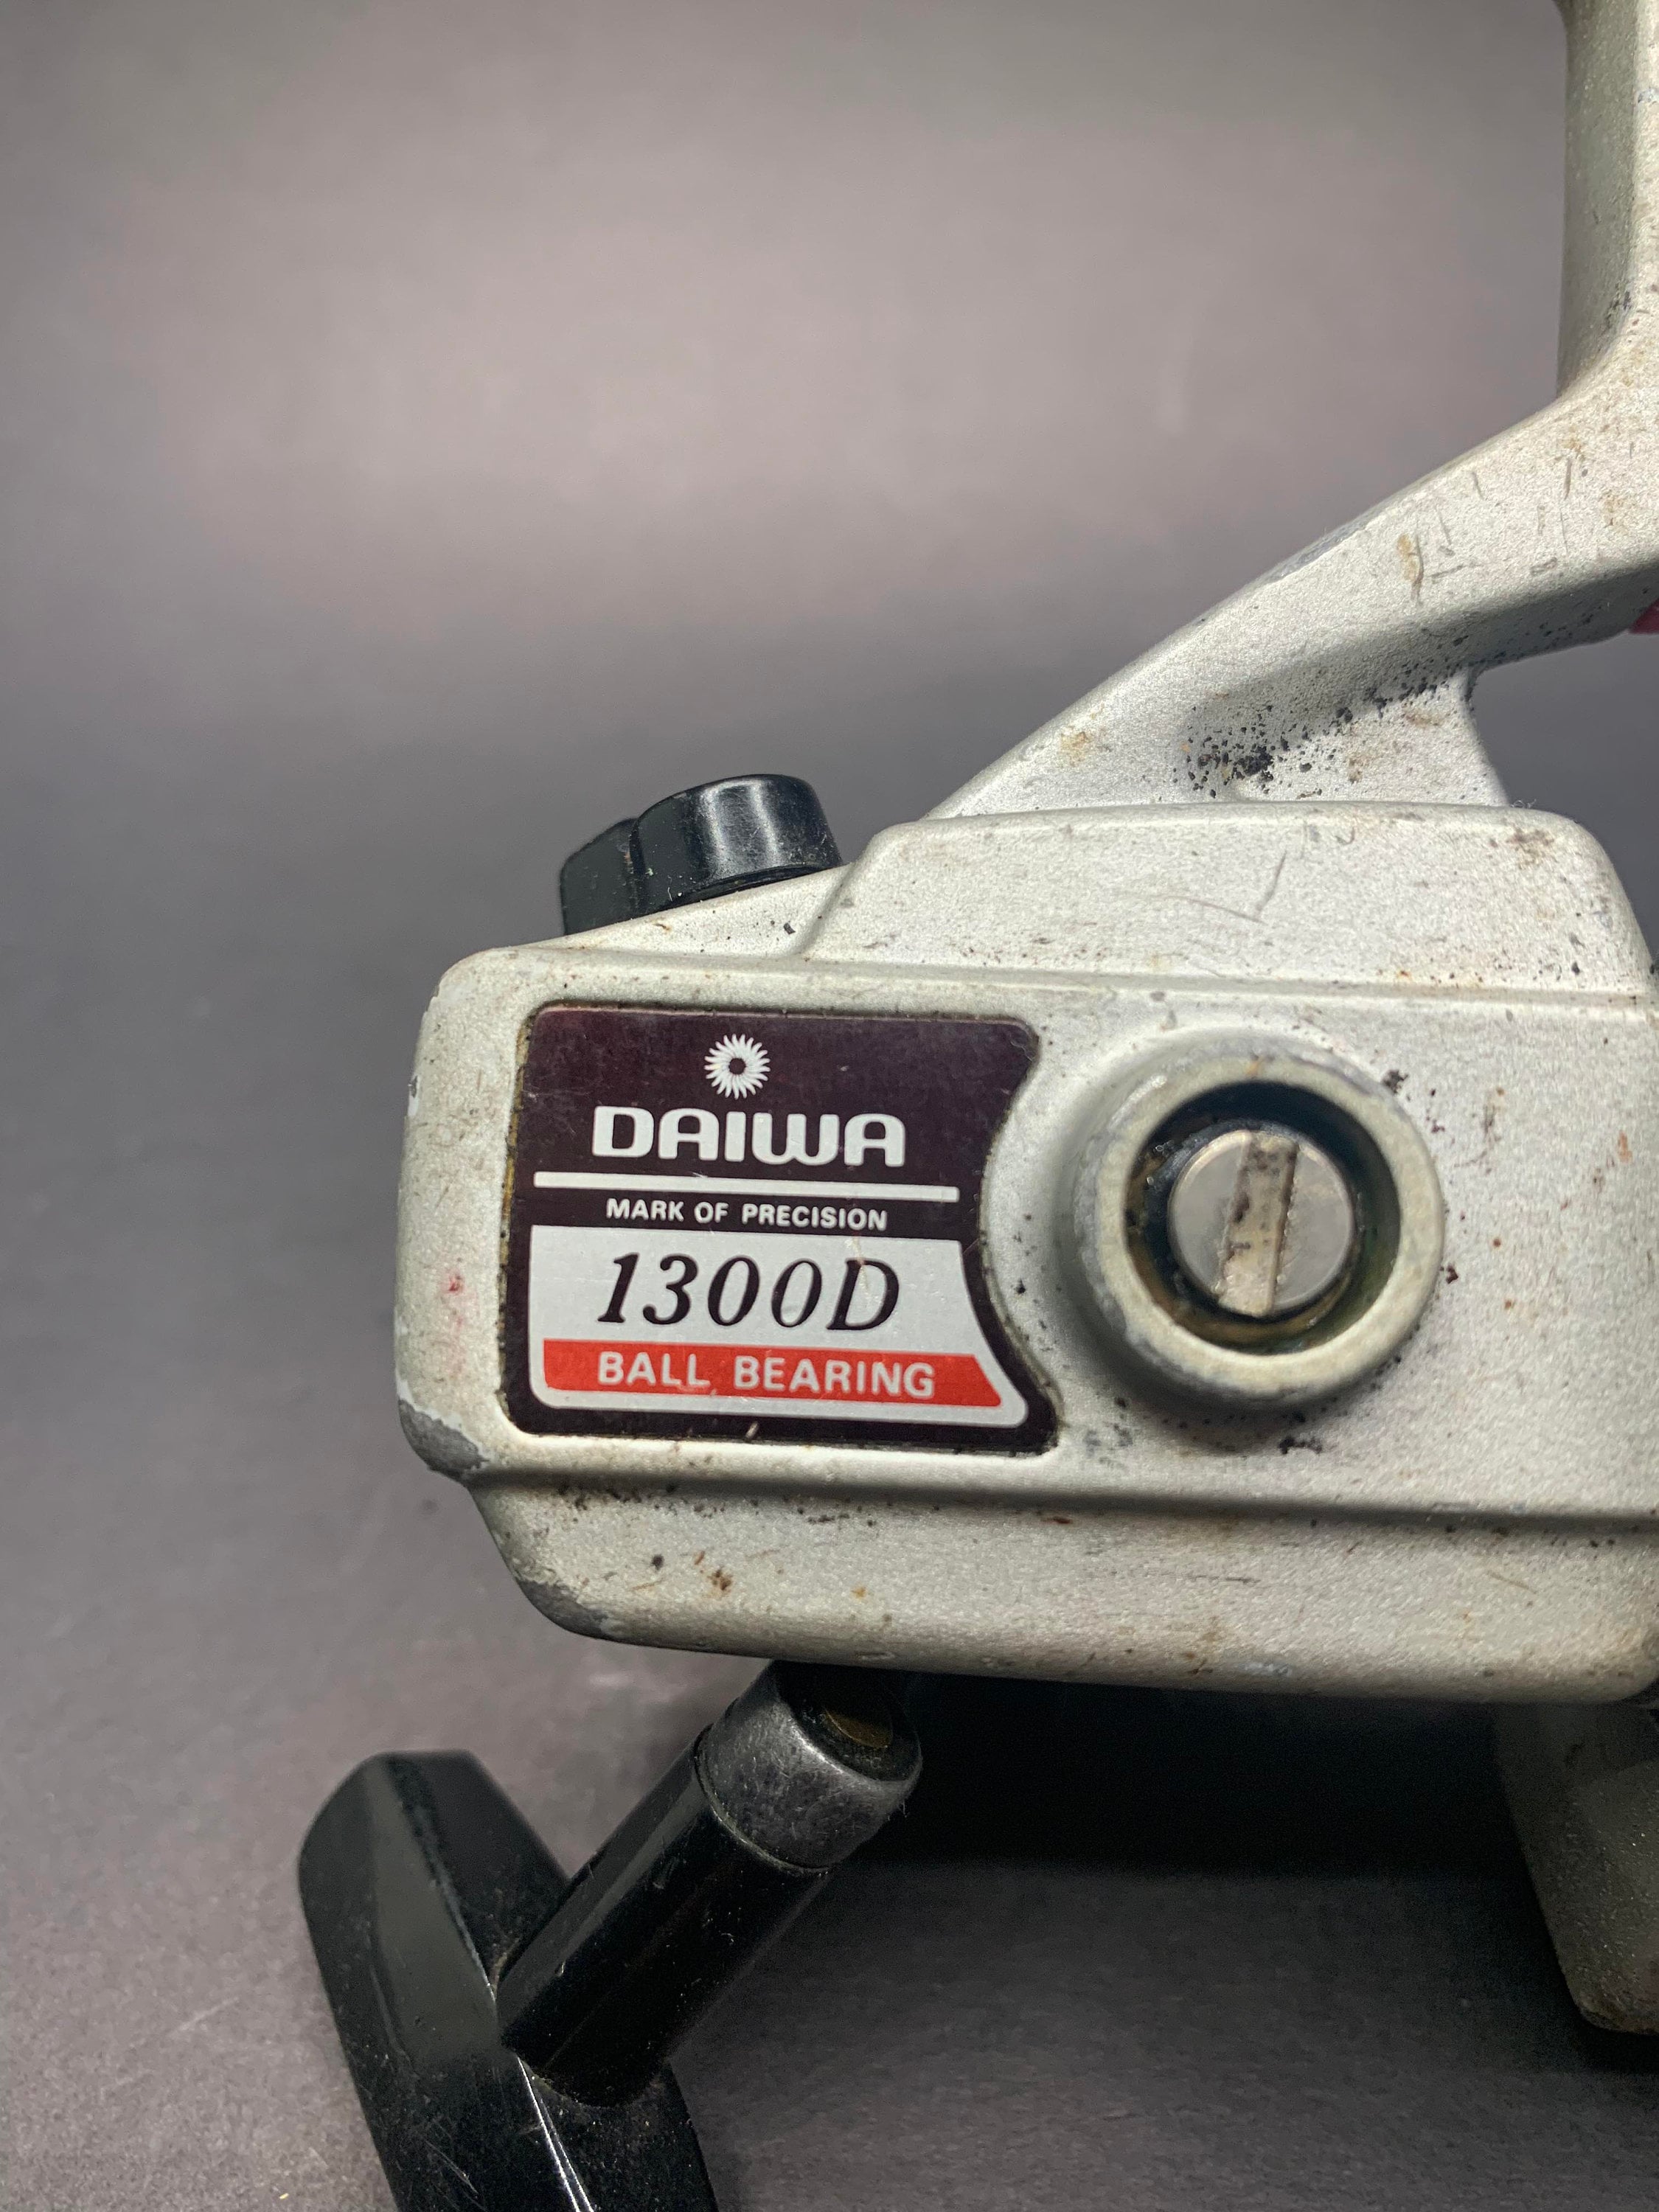 DAIWA
MARK OF PRECISION
1300D
BALL BEARING